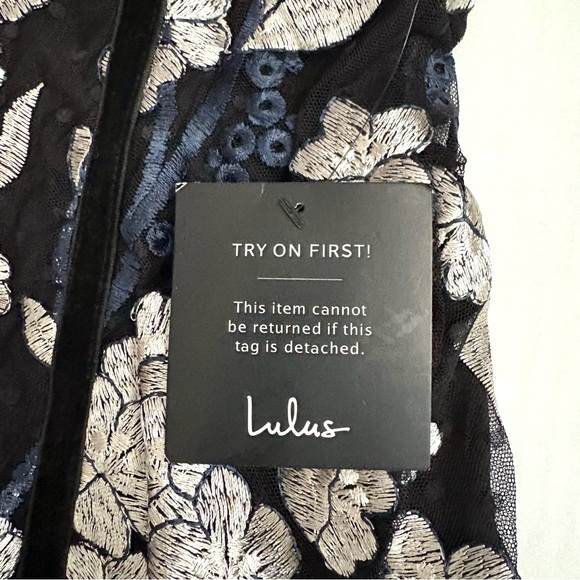 TRY ON FIRST!
This item cannot
be returned if this
tag is detached.
Lulus